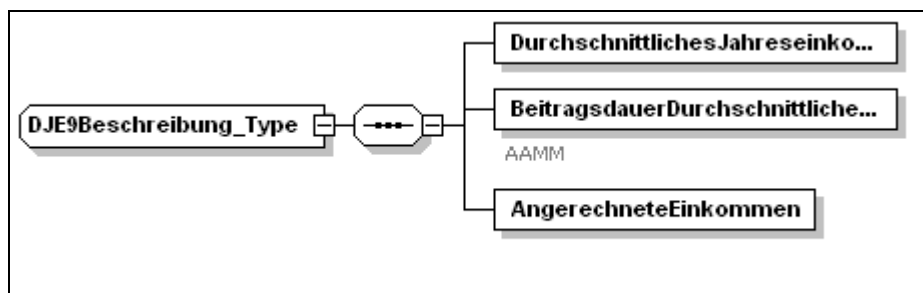 DurchschnittlichesJahreseinko...
DJE9Beschreibung_Type
BeitragsdauerDurchschnittliche...
AAMM
AngerechneteEinkommen